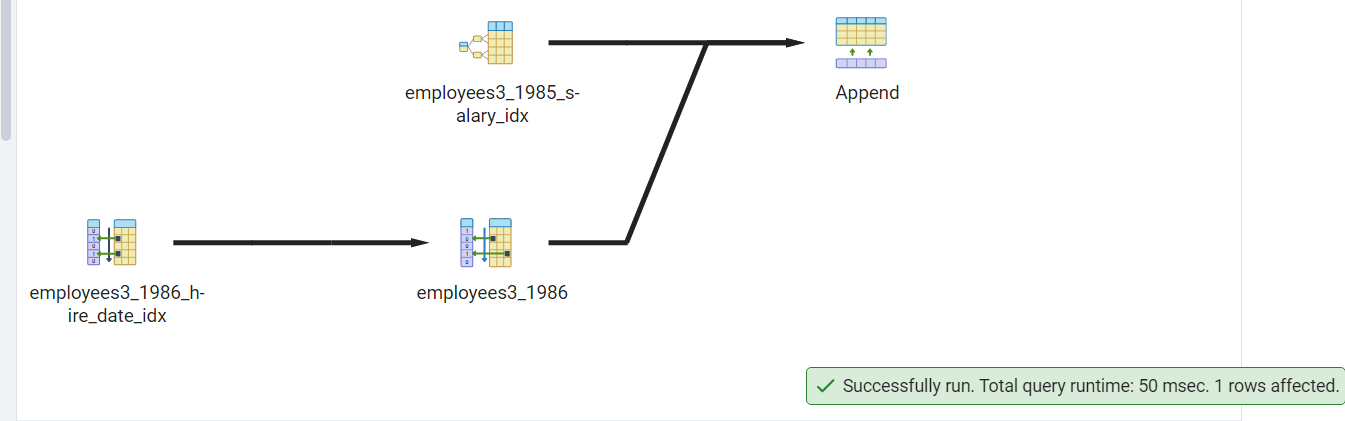 employees3_1985_s-
alary_idx
Append
employees3_1986_h-
ire_date_idx
employees3_1986
Successfully run. Total query runtime: 50 msec. 1 rows affected.